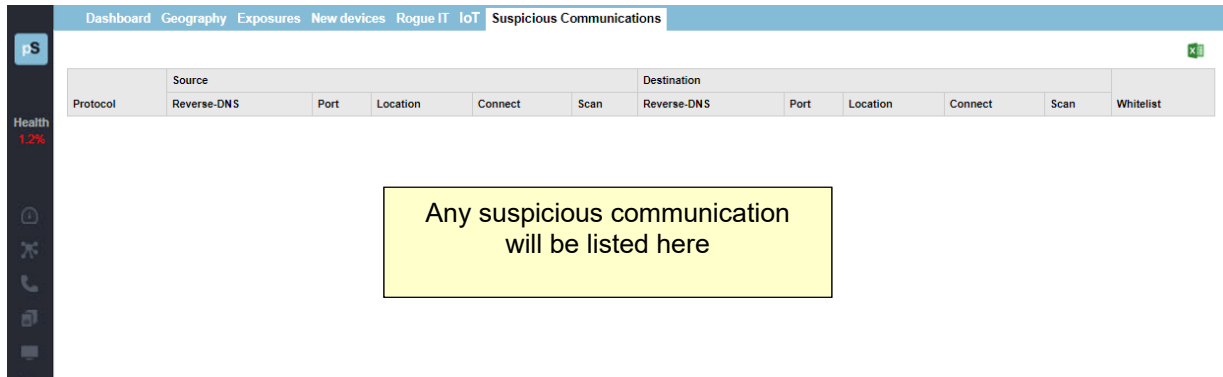 Dashboard Geography Exposures New devices Rogue IT IoT Suspicious Communications
pS
Source Destination
Protocol Reverse-DNS Port Location Connect Scan Reverse-DNS Port Location Connect Scan Whitelist
Health
1.2%
Any suspicious communication
will be listed here